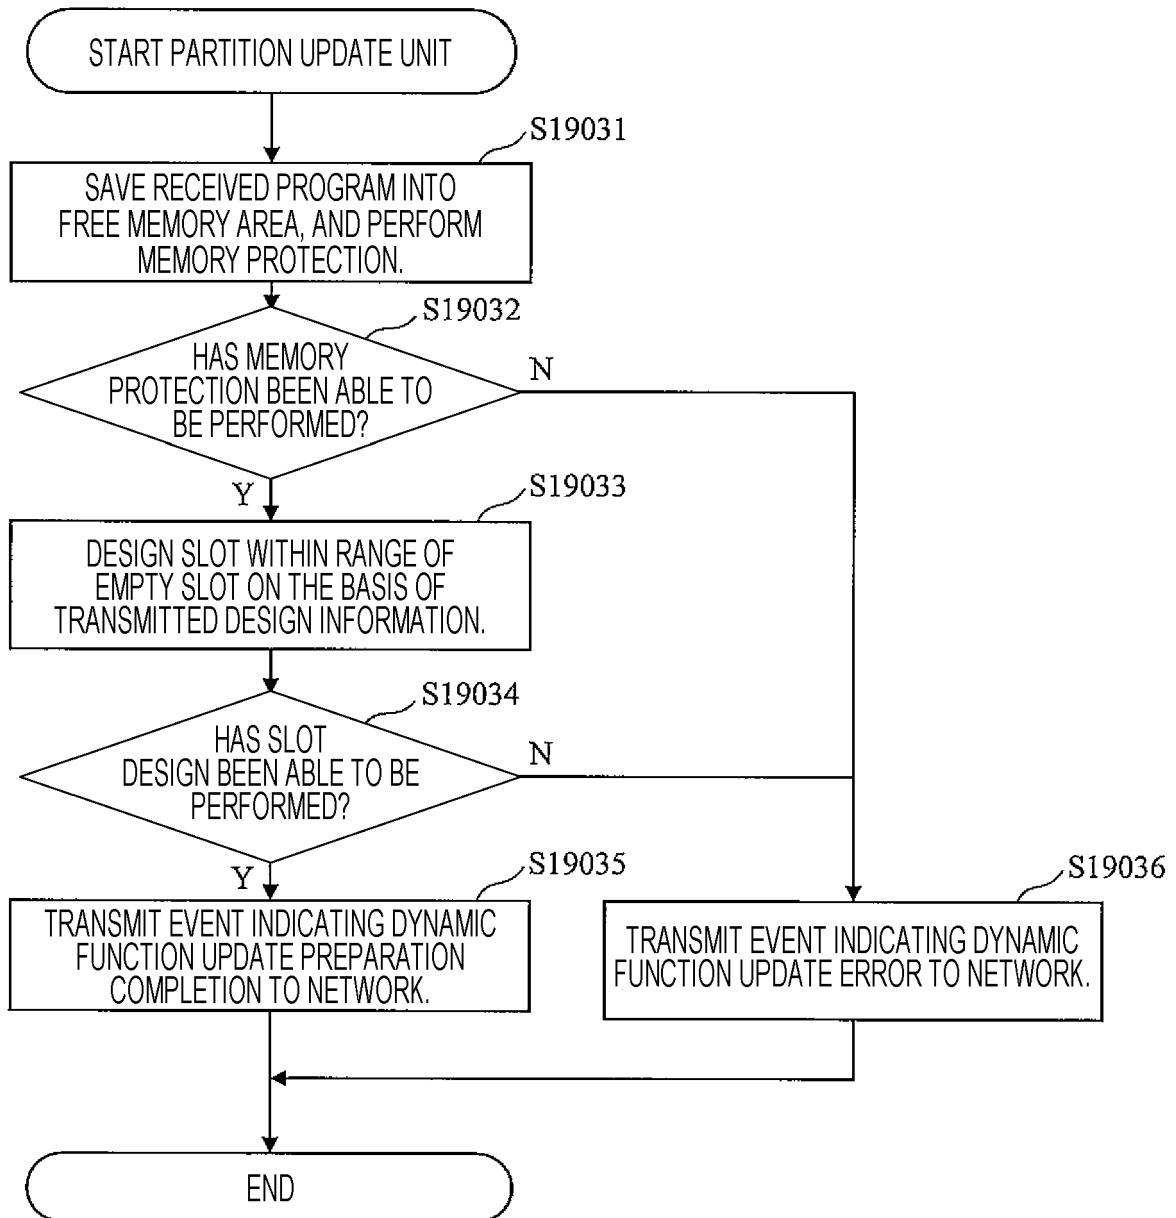 START PARTITION UPDATE UNIT
S19031
SAVE RECEIVED PROGRAM INTO
FREE MEMORY AREA, AND PERFORM
MEMORY PROTECTION.
S19032
HAS MEMORY
PROTECTION BEEN ABLE TO
BE PERFORMED?
N
Y
S19033
DESIGN SLOT WITHIN RANGE OF
EMPTY SLOT ON THE BASIS OF
TRANSMITTED DESIGN INFORMATION.
S19034
HAS SLOT
DESIGN BEEN ABLE TO BE
PERFORMED?
N
Y
S19035
TRANSMIT EVENT INDICATING DYNAMIC
FUNCTION UPDATE PREPARATION
COMPLETION TO NETWORK.
S19036
TRANSMIT EVENT INDICATING DYNAMIC
FUNCTION UPDATE ERROR TO NETWORK.
END